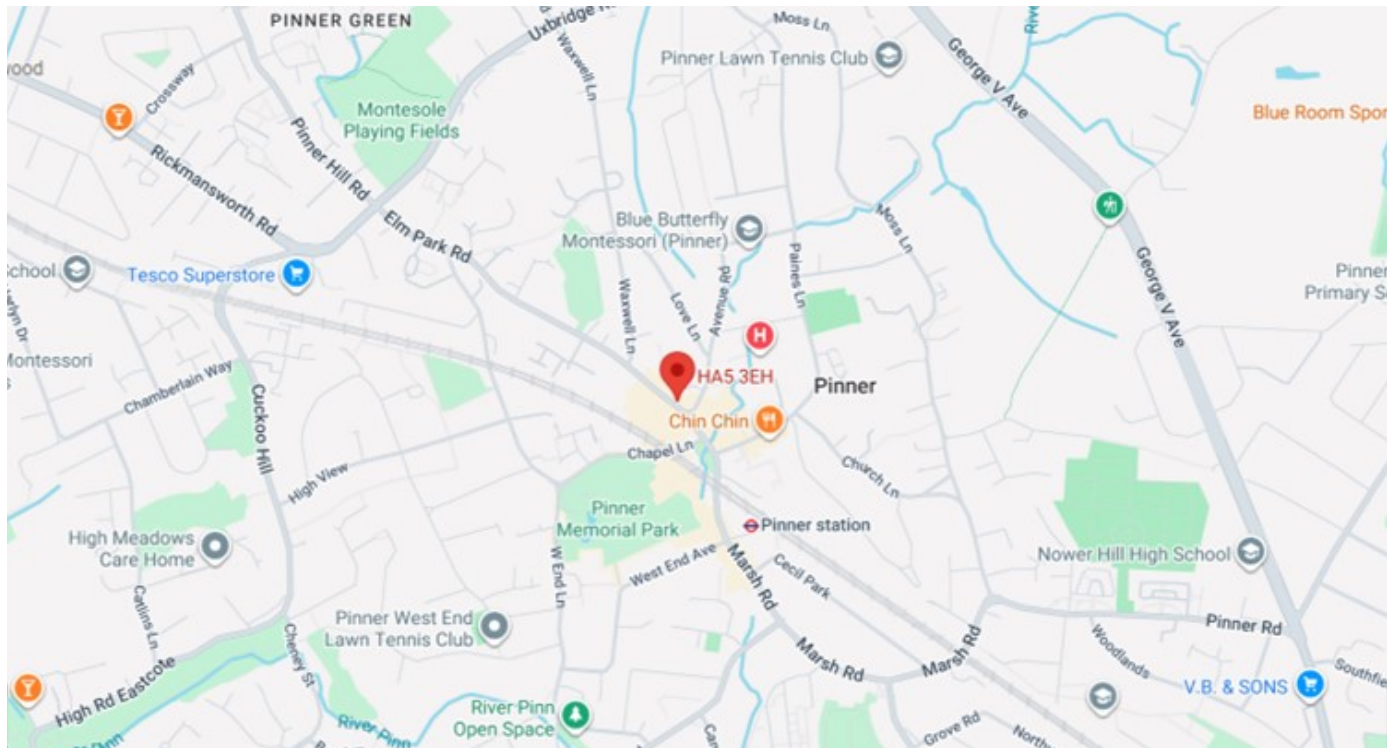 PINNER GREEN
Uxbridge Rd
Waxwell Ln
Moss Ln
Pinner Lawn Tennis Club
George V Ave
wood
Crossway
Montesole
Playing Fields
Blue Room Spor
Rickmansworth Rd
Pinner Hill Rd
Elm Park Rd
Blue Butterfly
Montessori (Pinner)
Moss Ln
Paines Ln
George V Ave
School
Tesco Superstore
Pinner
Primary S
Waxwell Ln
Love Ln
Avenue Rd
H
Montessori
Chamberlain Way
Cuckoo Hill
HA5 3EH
Pinner
Chin Chin
Chapel Ln
High View
Church Ln
Pinner
Memorial Park
Pinner station
High Meadows
Care Home
W End Ln
West End Ave
Marsh Rd
Cecil Park
Nower Hill High School
Catlins Ln
Pinner West End
Lawn Tennis Club
Cheney St
Marsh Rd
Marsh Rd
Pinner Rd
Woodlands
Southfie
High Rd Eastcote
V.B. & SONS
River Pinn
River Pinn
Open Space
Grove Rd